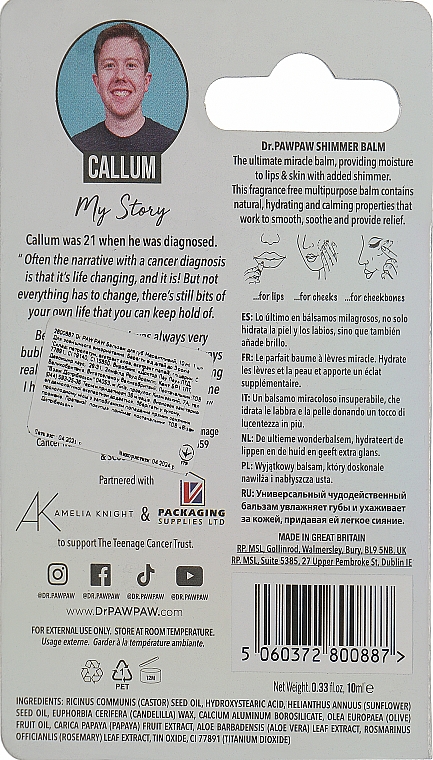 CALLUM
My Story
Callum was 21 when he was diagnosed.
“Often the narrative with a cancer diagnosis
is that it's life changing, and it is! But not
everything has to change, there's still bits of
your own life that you can keep hold of.
always very
Partnered with
AK AMELIA KNIGHT & PACKAGING SUPPLIES LTD
to support The Teenage Cancer Trust.
@DR.PAWPAW @DR.PAWPAW @DR.PAWPAW @DR.PAWPAW
www.DrPAWPAW.com
FOR EXTERNAL USE ONLY. STORE AT ROOM TEMPERATURE.
Usage externe. Garder à la température ambiante.
1
PET
12M
Dr.PAWPAW SHIMMER BALM
The ultimate miracle balm, providing moisture
to lips & skin with added shimmer.
This fragrance free multipurpose balm contains
natural, hydrating and calming properties that
work to smooth, soothe and provide relief.
...for lips ...for cheeks ...for cheekbones
ES: Lo último en bálsamos milagrosos, no solo
hidrata la piel y los labios, sino que también
añade brillo.
FR: Le parfait baume à lèvres miracle. Hydrate
les lèvres et la peau et apporte un éclat
supplémentaire.
IT: Un balsamo miracoloso insuperabile, che
idrata le labbra e la pelle donando un tocco di
lucentezza in più.
NL: De ultieme wonderbalsem, hydrateert de
lippen en de huid en geeft extra glans.
PL: Wyjątkowy balsam, który doskonale
nawilża i nabłyszcza usta.
RU: Универсальный чудодейственный
бальзам увлажняет губы и ухаживает
за кожей, придавая ей легкое сияние.
MADE IN GREAT BRITAIN
RP. MSL, Gollinrod, Walmersley, Bury, BL9 5NB, UK
RP. MSL, Suite 5385, 27 Upper Pembroke St, Dublin IE
5 060372 800887 >
Net Weight. 0.33 fl.oz. 10ml e
INGREDIENTS: RICINUS COMMUNIS (CASTOR) SEED OIL, HYDROXYSTEARIC ACID, HELIANTHUS ANNUUS (SUNFLOWER)
SEED OIL, EUPHORBIA CERIFERA (CANDELILLA) WAX, CALCIUM ALUMINUM BOROSILICATE, OLEA EUROPAEA (OLIVE)
FRUIT OIL, CARICA PAPAYA (PAPAYA) FRUIT EXTRACT, ALOE BARBADENSIS (ALOE VERA) LEAF EXTRACT, ROSMARINUS
OFFICIANLIS (ROSEMARY) LEAF EXTRACT, TIN OXIDE, CI 77891 (TITANIUM DIOXIDE)